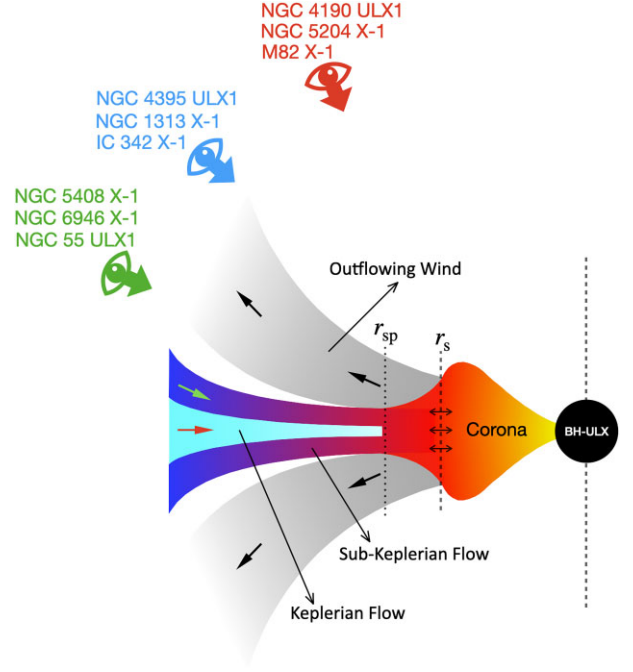 NGC 4190 ULX1
NGC 5204 X-1
M82 X-1
NGC 4395 ULX1
NGC 1313 X-1
IC 342 X-1
NGC 5408 X-1
NGC 6946 X-1
NGC 55 ULX1
Outflowing Wind
rsp
rs
Corona
BH-ULX
Sub-Keplerian Flow
Keplerian Flow